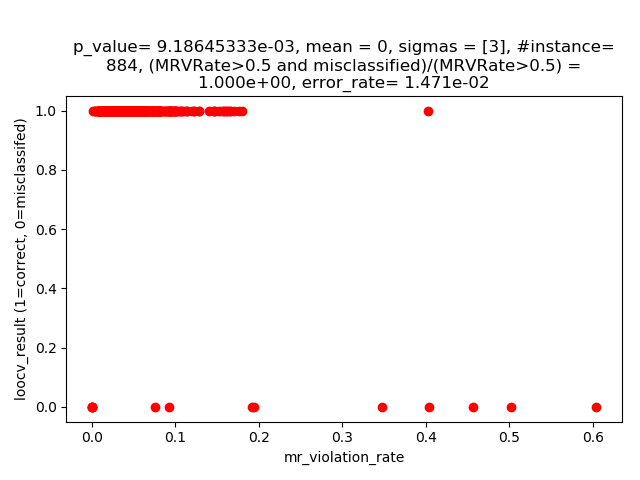 p_value= 9.18645333e-03, mean = 0, sigmas = [3], #instance=
884, (MRVRate>0.5 and misclassified)/(MRVRate>0.5) =
1.000e+00, error_rate= 1.471e-02
1.0
0.8
0.6
0.4
0.2
0.0
loocv_result (1=correct, 0=misclassifed)
0.0 0.1 0.2 0.3 0.4 0.5 0.6
mr_violation_rate